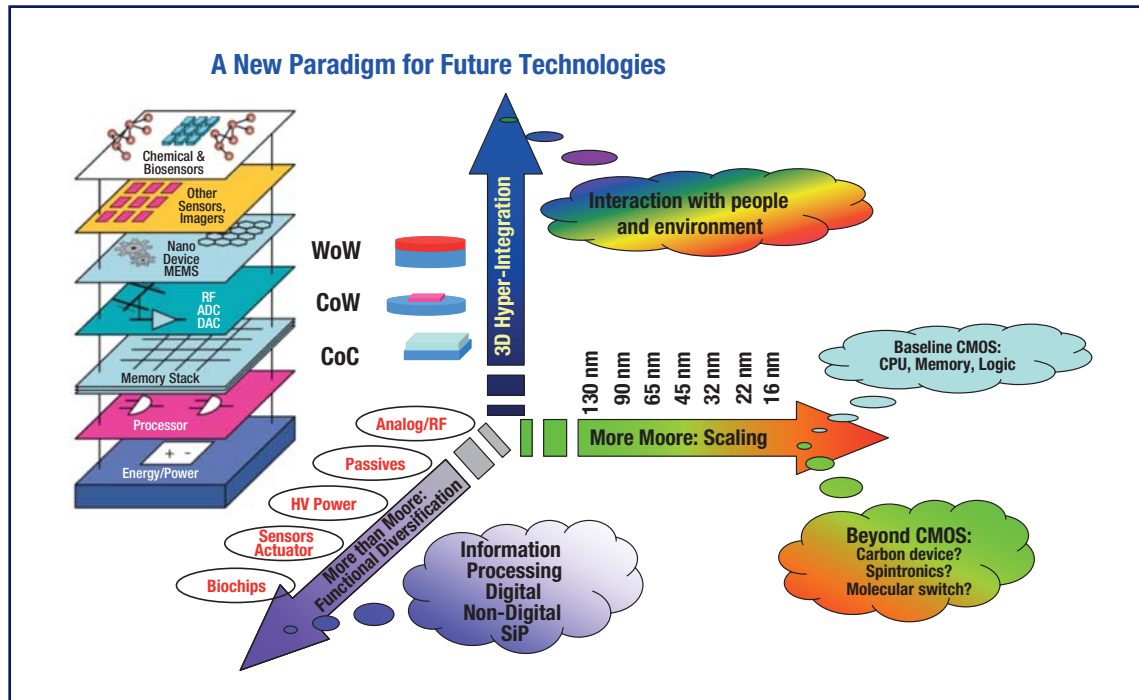 A New Paradigm for Future Technologies
Chemical &
Biosensors
Other
Sensors,
Imagers
Nano
Device
MEMS
RF
ADC
DAC
Memory Stack
Processor
+ -
Energy/Power
WoW
CoW
CoC
3D Hyper-Integration
Interaction with people
and environment
130 nm
90 nm
65 nm
45 nm
32 nm
22 nm
16 nm
More Moore: Scaling
Baseline CMOS:
CPU, Memory, Logic
Beyond CMOS:
Carbon device?
Spintronics?
Molecular switch?
Analog/RF
Passives
HV Power
Sensors
Actuator
Biochips
More than Moore:
Functional Diversification
Information
Processing
Digital
Non-Digital
SiP